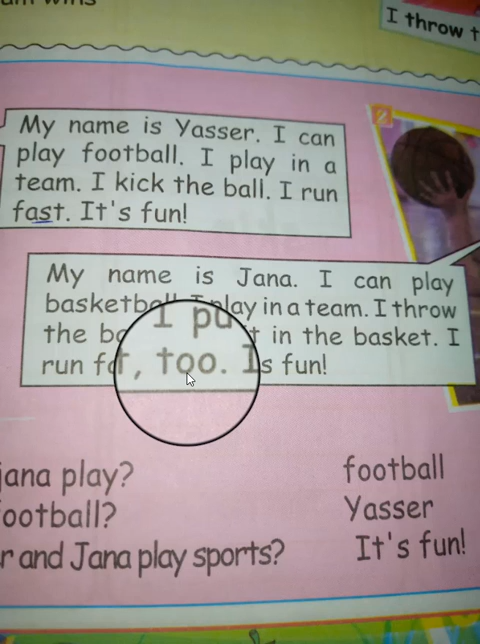 I throw
My name is Yasser. I can
play football. I play in a
team. I kick the ball. I run
fast. It's fun!
2
My name is Jana. I can play
basketball. I play in a team. I throw
the I pu in the basket. I
run , too. fun!
jana play?
football
ootball?
Yasser
r and Jana play sports?
It's fun!